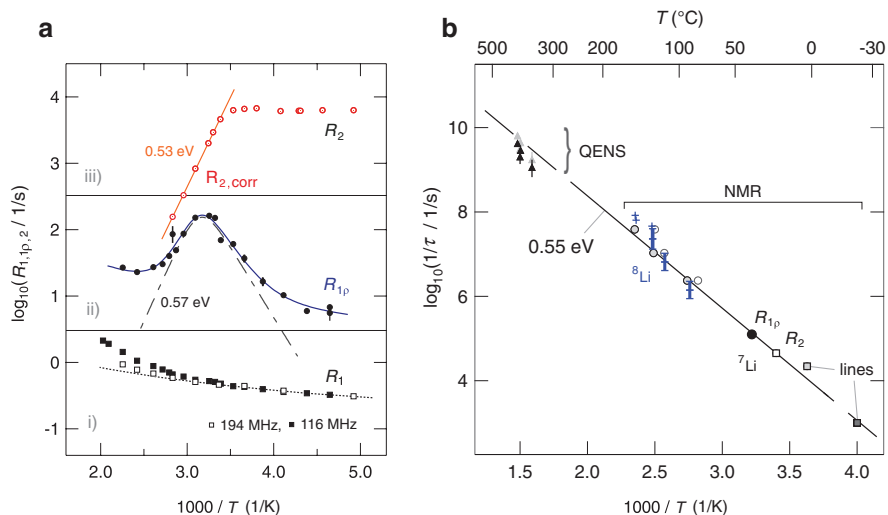 a
b
T (°C)
500
300
200
100
40
0
-30
4
3
2
1
0
-1
log₁₀(R₁,₁ρ,₂ / 1/s)
0.53 eV
R₂
R₂,corr
iii)
0.57 eV
R₁ρ
ii)
R₁
i)
194 MHz,
116 MHz
2.0
3.0
4.0
5.0
1000 / T (1/K)
10
8
6
4
log₁₀(1/τ / 1/s)
} QENS
NMR
0.55 eV
⁸Li
R₁ρ
R₂
⁷Li
lines
1.5
2.0
2.5
3.0
3.5
4.0
1000 / T (1/K)